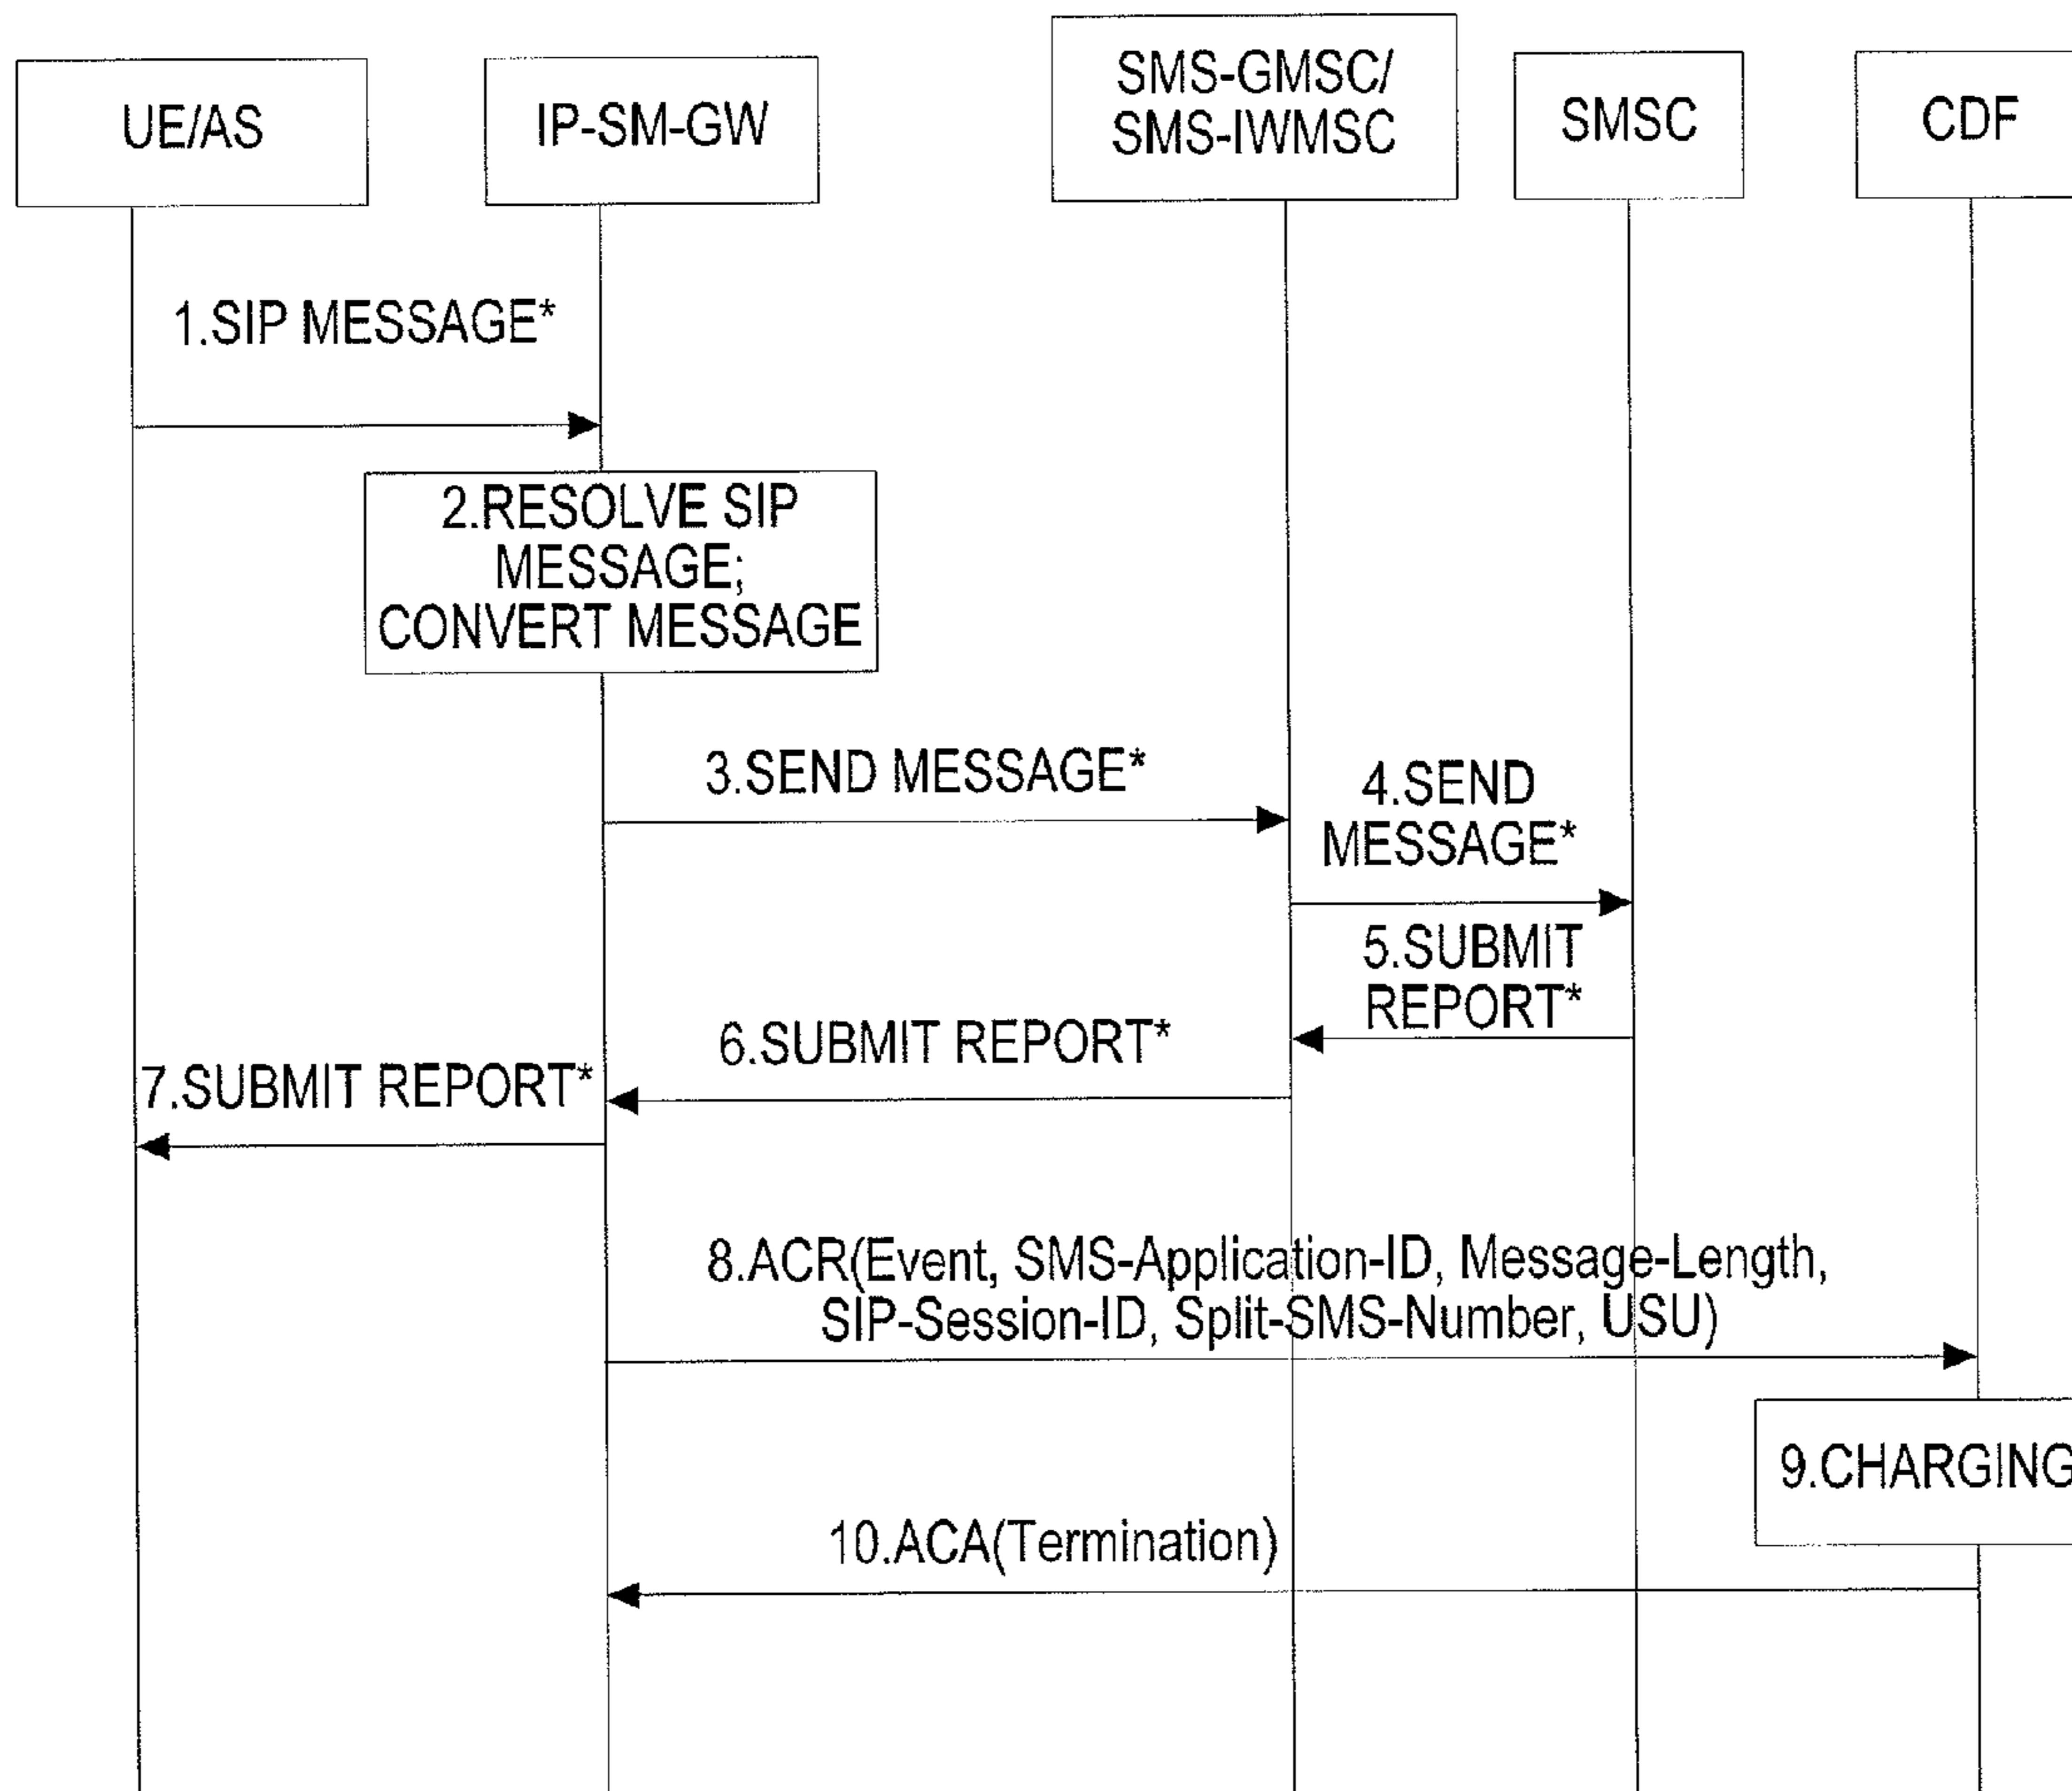 UE/AS
IP-SM-GW
SMS-GMSC/
SMS-IWMSC
SMSC
CDF
1.SIP MESSAGE*
2.RESOLVE SIP
MESSAGE;
CONVERT MESSAGE
3.SEND MESSAGE*
4.SEND
MESSAGE*
5.SUBMIT
REPORT*
6.SUBMIT REPORT*
7.SUBMIT REPORT*
8.ACR(Event, SMS-Application-ID, Message-Length,
SIP-Session-ID, Split-SMS-Number, USU)
9.CHARGING
10.ACA(Termination)